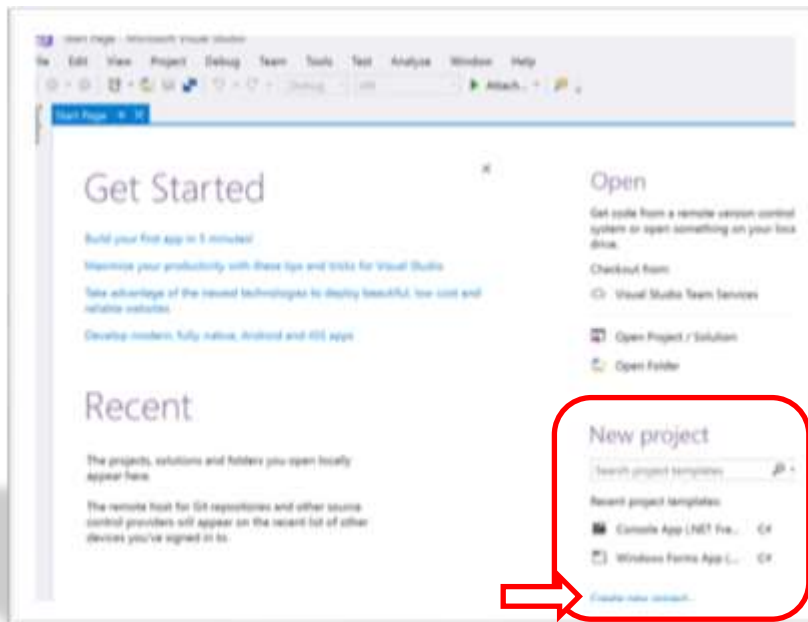 Start Page - Microsoft Visual Studio
Edit View Project Debug Team Tools Test Analyze Window Help
Debug Attach...
Start Page
Get Started
Build your first app in 5 minutes!
Maximize your productivity with these tips and tricks for Visual Studio
Take advantage of the newest technologies to deploy beautiful, low cost and
reliable websites
Develop modern, fully native, Android and iOS apps
Recent
The projects, solutions and folders you open locally
appear here.
The remote host for Git repositories and other source
control providers will appear on the recent list of other
devices you've signed in to.
Open
Get code from a remote version control
system or open something on your local
drive.
Checkout from:
Visual Studio Team Services
Open Project / Solution
Open Folder
New project
Search project templates
Recent project templates:
Console App (.NET Fra... C#
Windows Forms App (... C#
Create new project...